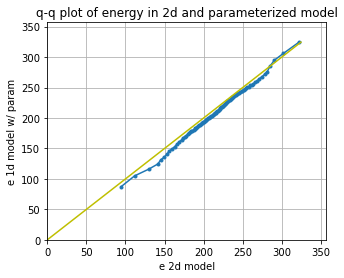 q-q plot of energy in 2d and parameterized model
350
300
250
200
150
100
50
0
e 1d model w/ param
0 50 100 150 200 250 300 350
e 2d model